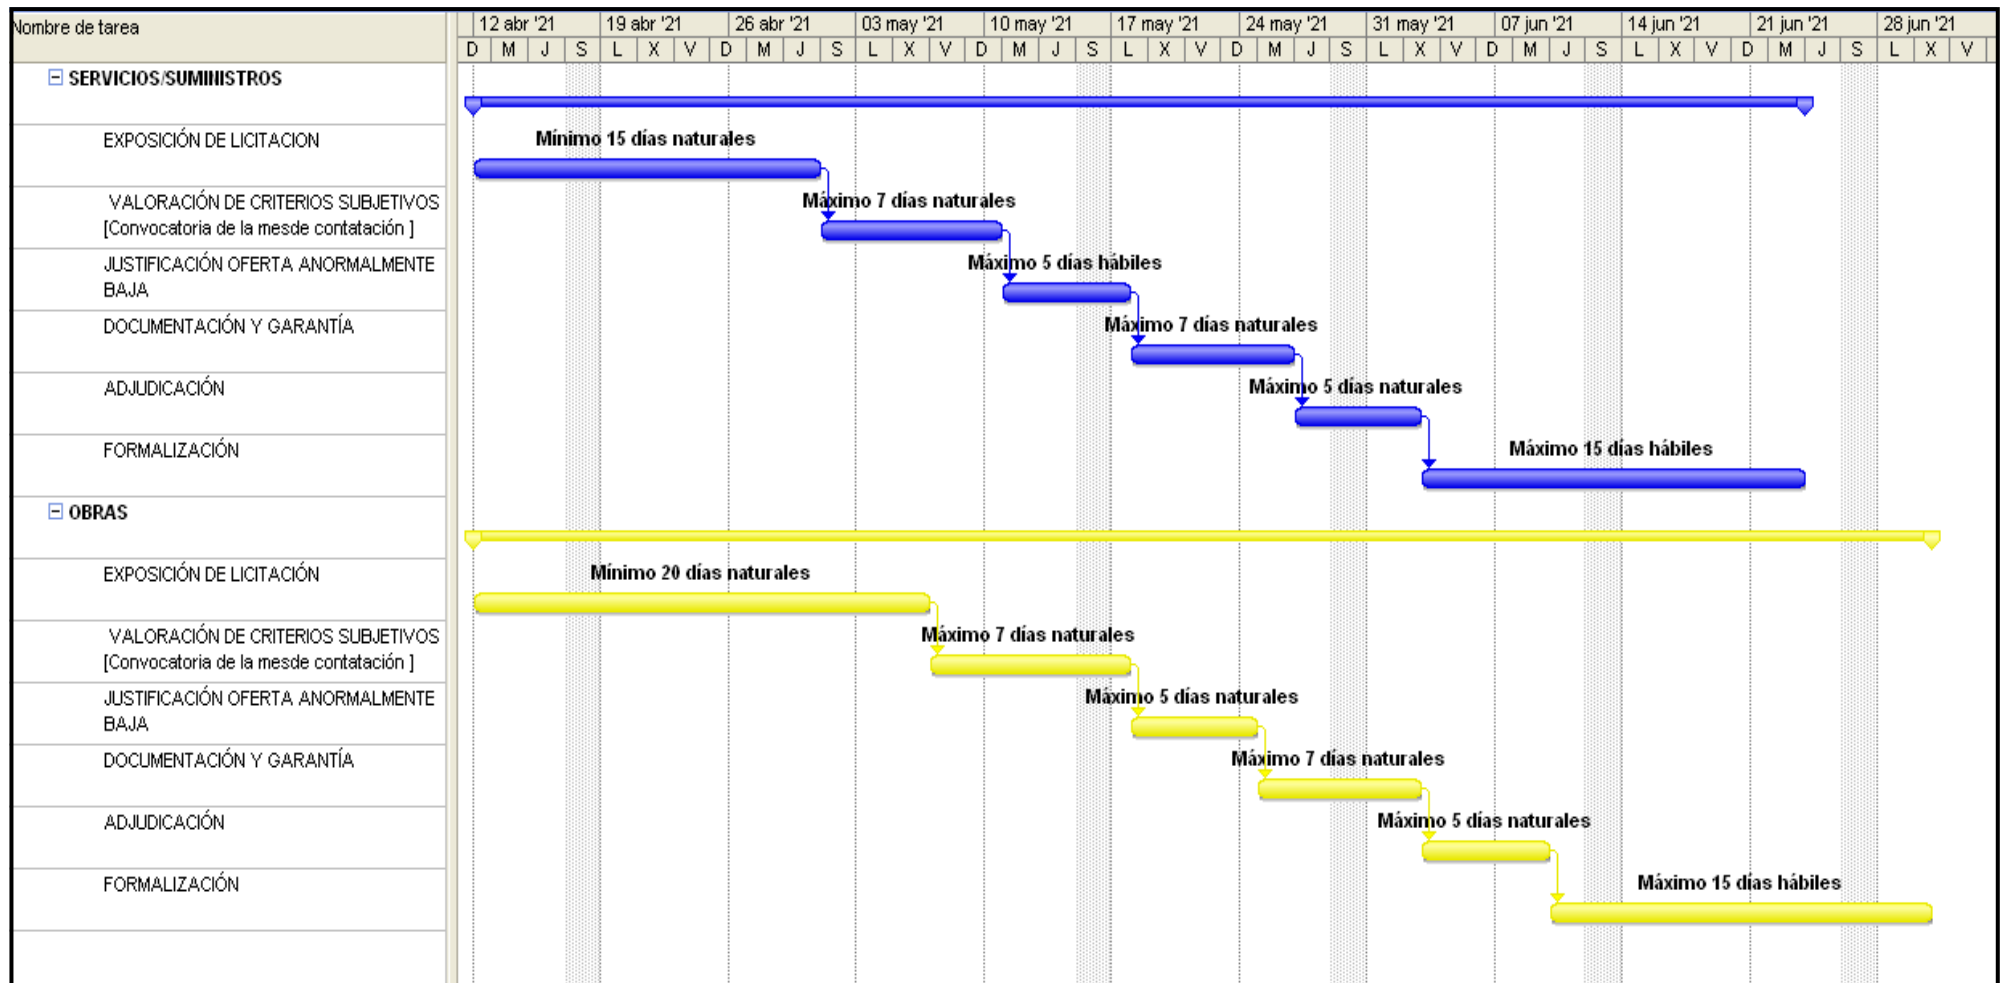 Nombre de tarea
12 abr '21 19 abr '21 26 abr '21 03 may '21 10 may '21 17 may '21 24 may '21 31 may '21 07 jun '21 14 jun '21 21 jun '21 28 jun '21
D M J S L X V D M J S L X V D M J S L X V D M J S L X V D M J S L X V D M J S L X V
SERVICIOS/SUMINISTROS
EXPOSICIÓN DE LICITACION
Mínimo 15 días naturales
VALORACIÓN DE CRITERIOS SUBJETIVOS
[Convocatoria de la mesde contatación ]
Máximo 7 días naturales
JUSTIFICACIÓN OFERTA ANORMALMENTE
BAJA
Máximo 5 días hábiles
DOCUMENTACIÓN Y GARANTÍA
Máximo 7 días naturales
ADJUDICACIÓN
Máximo 5 días naturales
FORMALIZACIÓN
Máximo 15 días hábiles
OBRAS
EXPOSICIÓN DE LICITACIÓN
Mínimo 20 días naturales
VALORACIÓN DE CRITERIOS SUBJETIVOS
[Convocatoria de la mesde contatación ]
Máximo 7 días naturales
JUSTIFICACIÓN OFERTA ANORMALMENTE
BAJA
Máximo 5 días naturales
DOCUMENTACIÓN Y GARANTÍA
Máximo 7 días naturales
ADJUDICACIÓN
Máximo 5 días naturales
FORMALIZACIÓN
Máximo 15 días hábiles